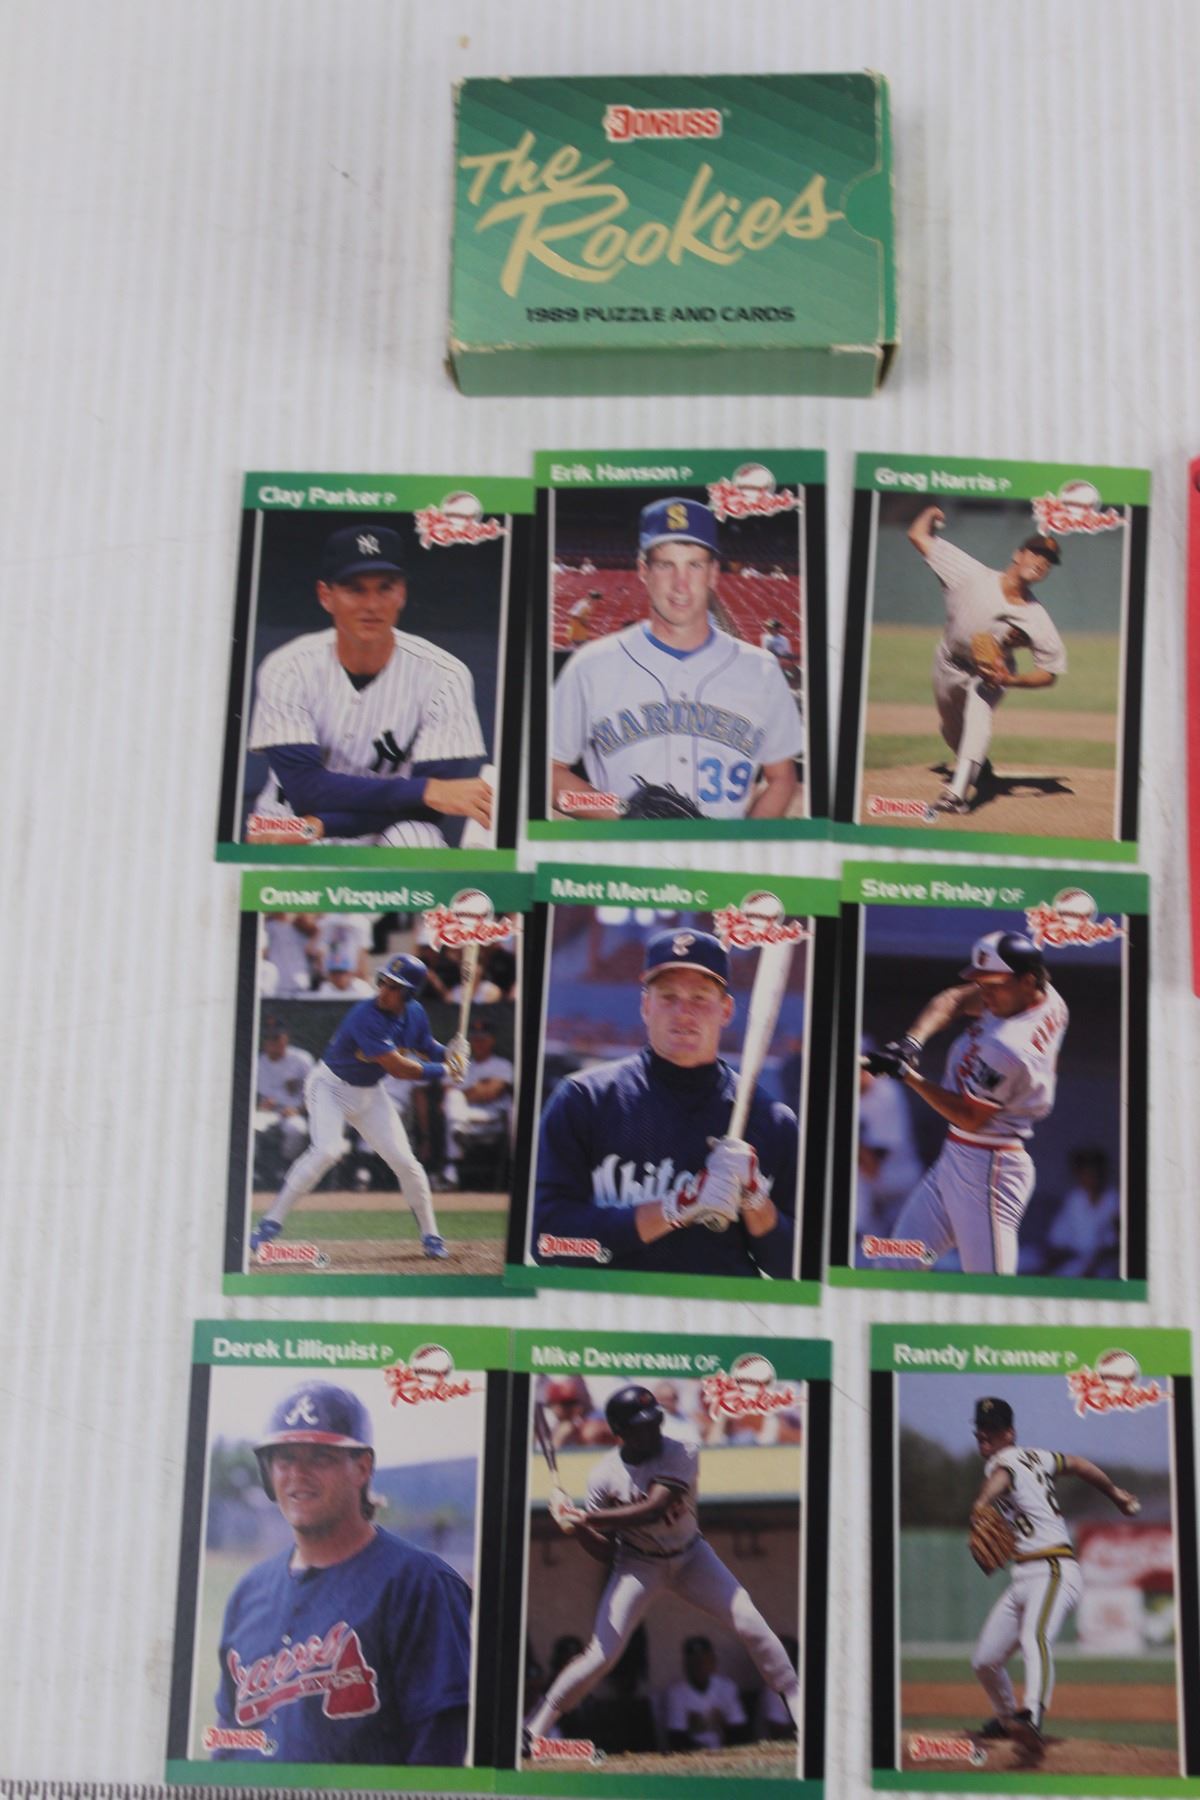 DONRUSS
The
Rookies
1989 PUZZLE AND CARDS
Clay Parker P
The
Rookies
NY
NY
DONRUSS
Erik Hanson P
The
Rookies
S
MARINERS
39
DONRUSS
Greg Harris P
The
Rookies
DONRUSS
Omar Vizquel SS
The
Rookies
DONRUSS
Matt Merullo C
The
Rookies
DONRUSS
Steve Finley OF
The
Rookies
DONRUSS
Derek Lilliquist P
The
Rookies
A
DONRUSS
Mike Devereaux OF
The
Rookies
DONRUSS
Randy Kramer P
The
Rookies
DONRUSS